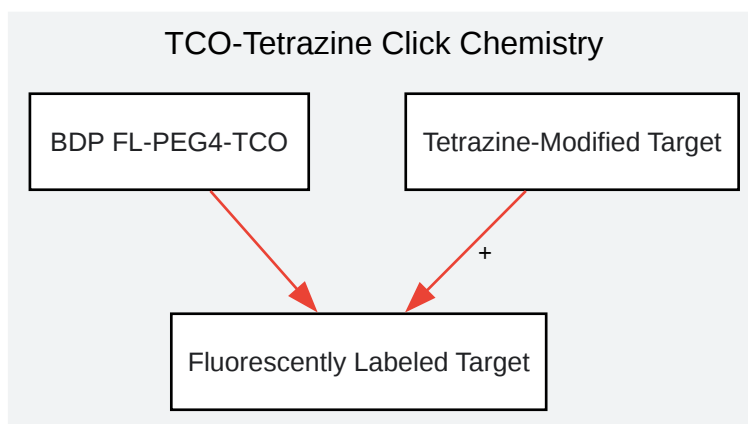 TCO-Tetrazine Click Chemistry
BDP FL-PEG4-TCO
Tetrazine-Modified Target
+
Fluorescently Labeled Target